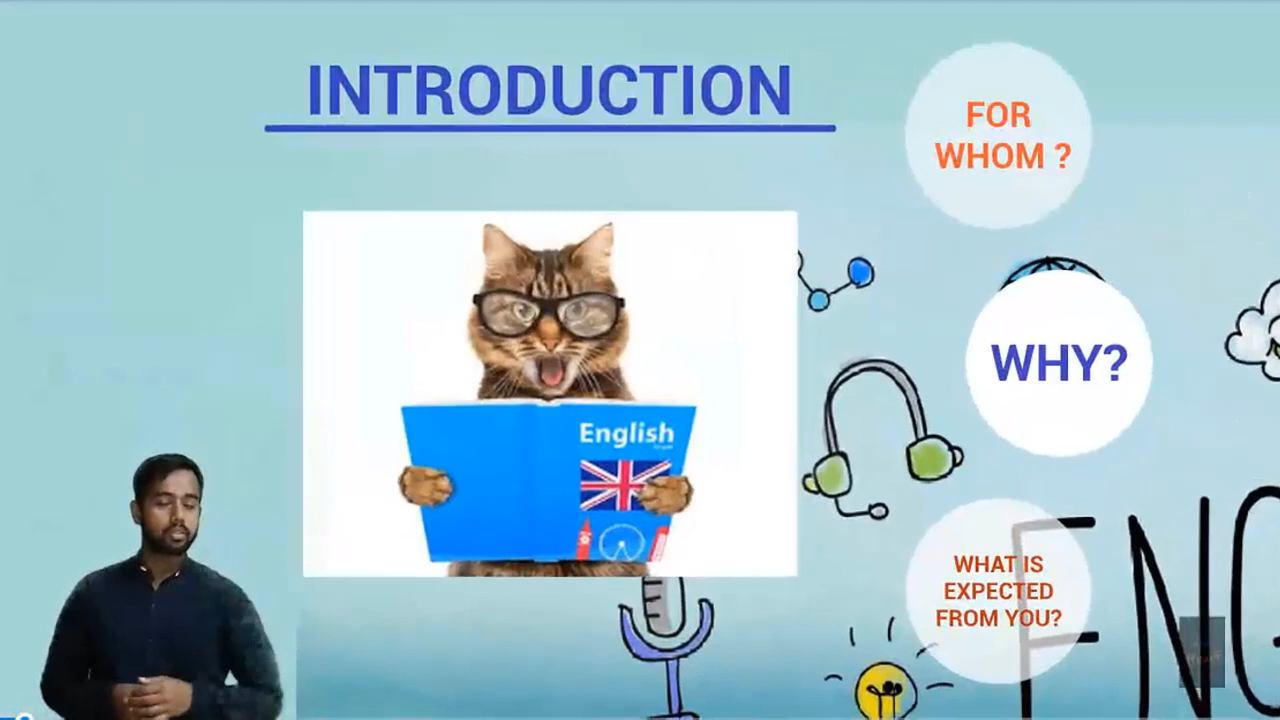 INTRODUCTION
FOR
WHOM ?
WHY?
English
WHAT IS
EXPECTED
FROM YOU?
ENG